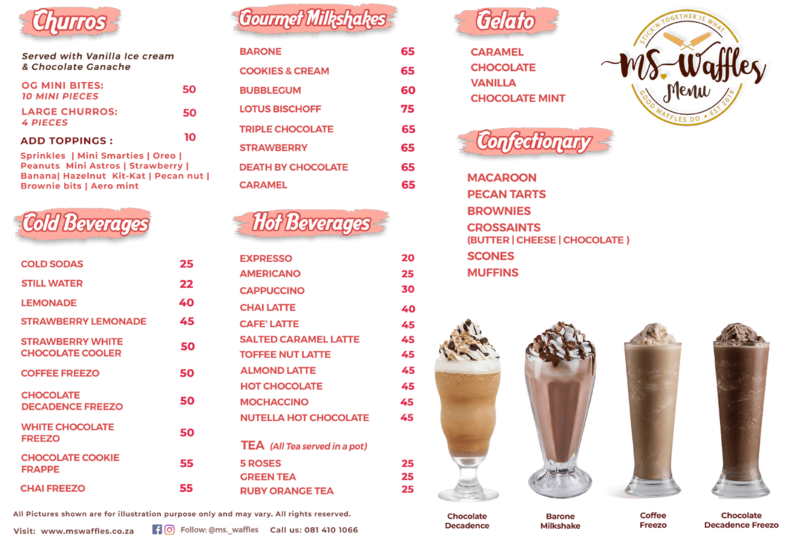 Churros
Served with Vanilla Ice cream
& Chocolate Ganache
OG MINI BITES: 50
10 MINI PIECES
LARGE CHURROS: 50
4 PIECES
ADD TOPPINGS : 10
Sprinkles | Mini Smarties | Oreo |
Peanuts Mini Astros | Strawberry |
Banana| Hazelnut Kit-Kat | Pecan nut |
Brownie bits | Aero mint
Cold Beverages
COLD SODAS 25
STILL WATER 22
LEMONADE 40
STRAWBERRY LEMONADE 45
STRAWBERRY WHITE
CHOCOLATE COOLER 50
COFFEE FREEZO 50
CHOCOLATE
DECADENCE FREEZO 50
WHITE CHOCOLATE
FREEZO 50
CHOCOLATE COOKIE
FRAPPE 55
CHAI FREEZO 55
Gourmet Milkshakes
BARONE 65
COOKIES & CREAM 65
BUBBLEGUM 60
LOTUS BISCHOFF 75
TRIPLE CHOCOLATE 65
STRAWBERRY 65
DEATH BY CHOCOLATE 65
CARAMEL 65
Hot Beverages
EXPRESSO 20
AMERICANO 25
CAPPUCCINO 30
CHAI LATTE 40
CAFE' LATTE 45
SALTED CARAMEL LATTE 45
TOFFEE NUT LATTE 45
ALMOND LATTE 45
HOT CHOCOLATE 45
MOCHACCINO 45
NUTELLA HOT CHOCOLATE 45
TEA (All Tea served in a pot)
5 ROSES 25
GREEN TEA 25
RUBY ORANGE TEA 25
Gelato
CARAMEL
CHOCOLATE
VANILLA
CHOCOLATE MINT
STICK'N TOGETHER IS WHAT
MS. Waffles
Menu
GOOD WAFFLES DO • EST 2018
Confectionary
MACAROON
PECAN TARTS
BROWNIES
CROSSAINTS
(BUTTER | CHEESE | CHOCOLATE )
SCONES
MUFFINS
Chocolate
Decadence
Barone
Milkshake
Coffee
Freezo
Chocolate
Decadence Freezo
All Pictures shown are for illustration purpose only and may vary. All rights reserved.
Visit: www.mswaffles.co.za Follow: @ms._waffles Call us: 081 410 1066